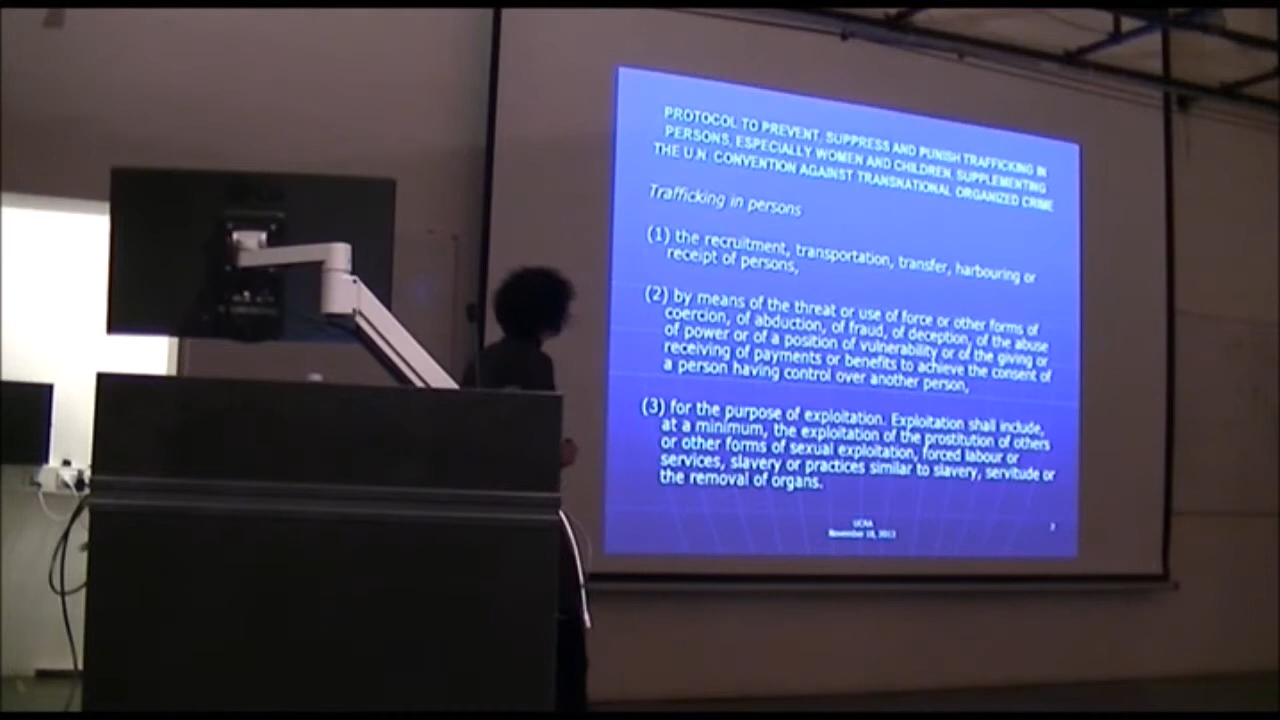 PROTOCOL TO PREVENT, SUPPRESS AND PUNISH TRAFFICKING IN
PERSONS, ESPECIALLY WOMEN AND CHILDREN, SUPPLEMENTING
THE U.N. CONVENTION AGAINST TRANSNATIONAL ORGANIZED CRIME
Trafficking in persons
(1) the recruitment, transportation, transfer, harbouring or
receipt of persons,
(2) by means of the threat or use of force or other forms of
coercion, of abduction, of fraud, of deception, of the abuse
of power or of a position of vulnerability or of the giving or
receiving of payments or benefits to achieve the consent of
a person having control over another person,
(3) for the purpose of exploitation. Exploitation shall include,
at a minimum, the exploitation of the prostitution of others
or other forms of sexual exploitation, forced labour or
services, slavery or practices similar to slavery, servitude or
the removal of organs.
November 18, 2013